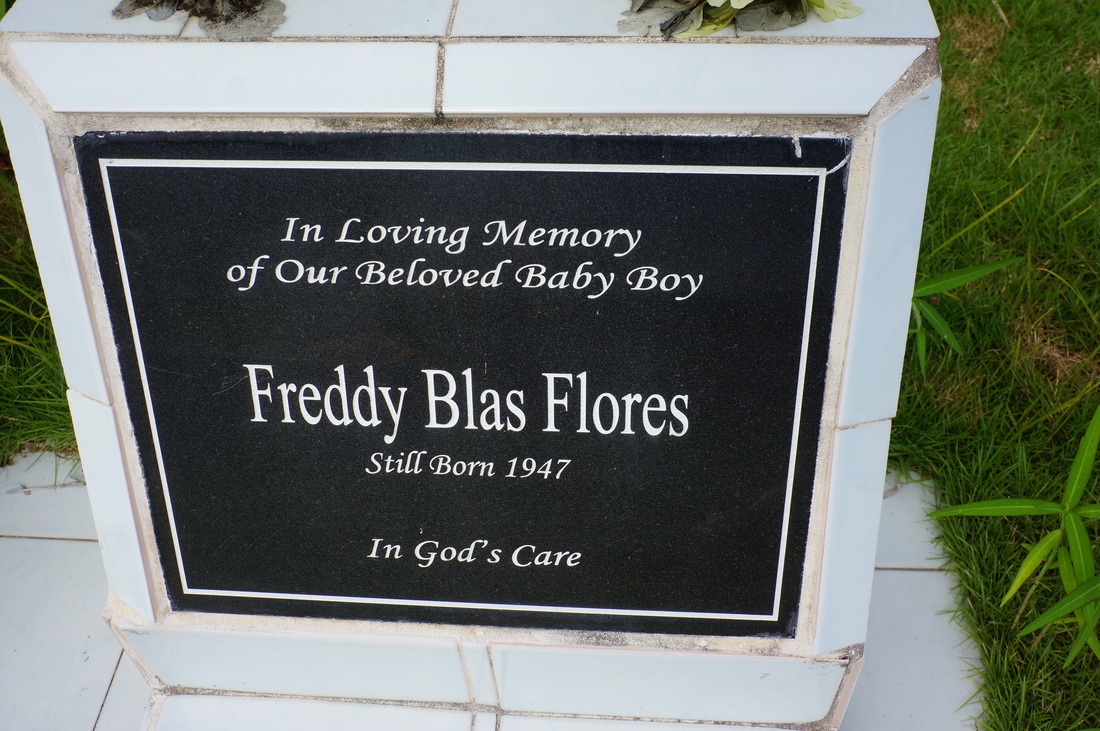 In Loving Memory
of Our Beloved Baby Boy
Freddy Blas Flores
Still Born 1947
In God's Care